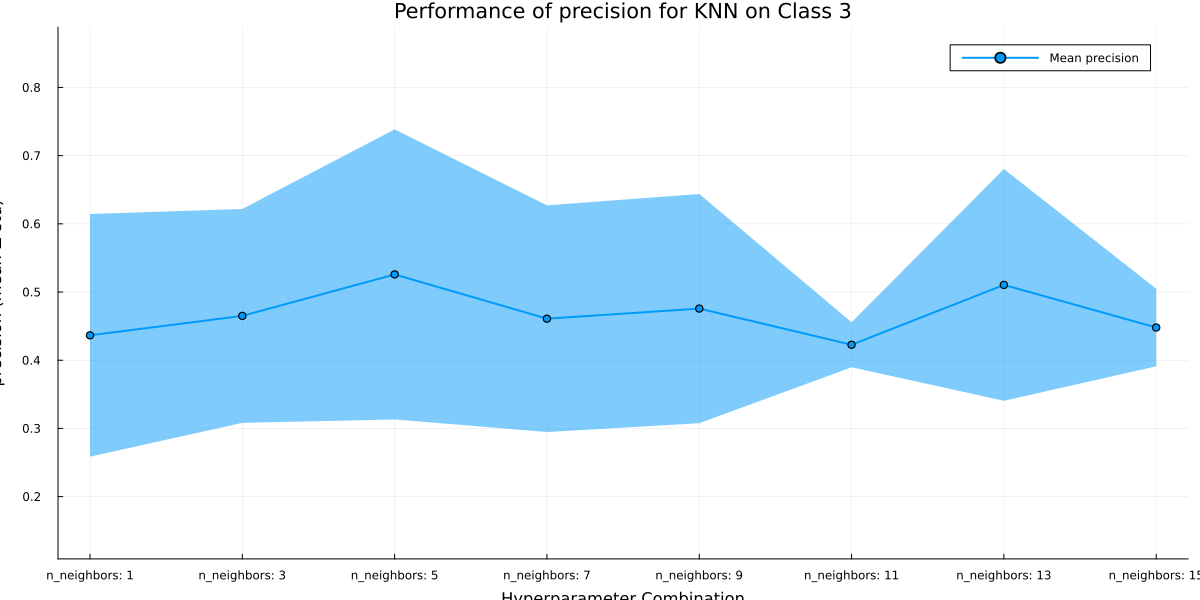 Performance of precision for KNN on Class 3
Mean precision
0.8
0.7
0.6
0.5
0.4
0.3
0.2
n_neighbors: 1
n_neighbors: 3
n_neighbors: 5
n_neighbors: 7
n_neighbors: 9
n_neighbors: 11
n_neighbors: 13
n_neighbors: 15
Hyperparameter Combination